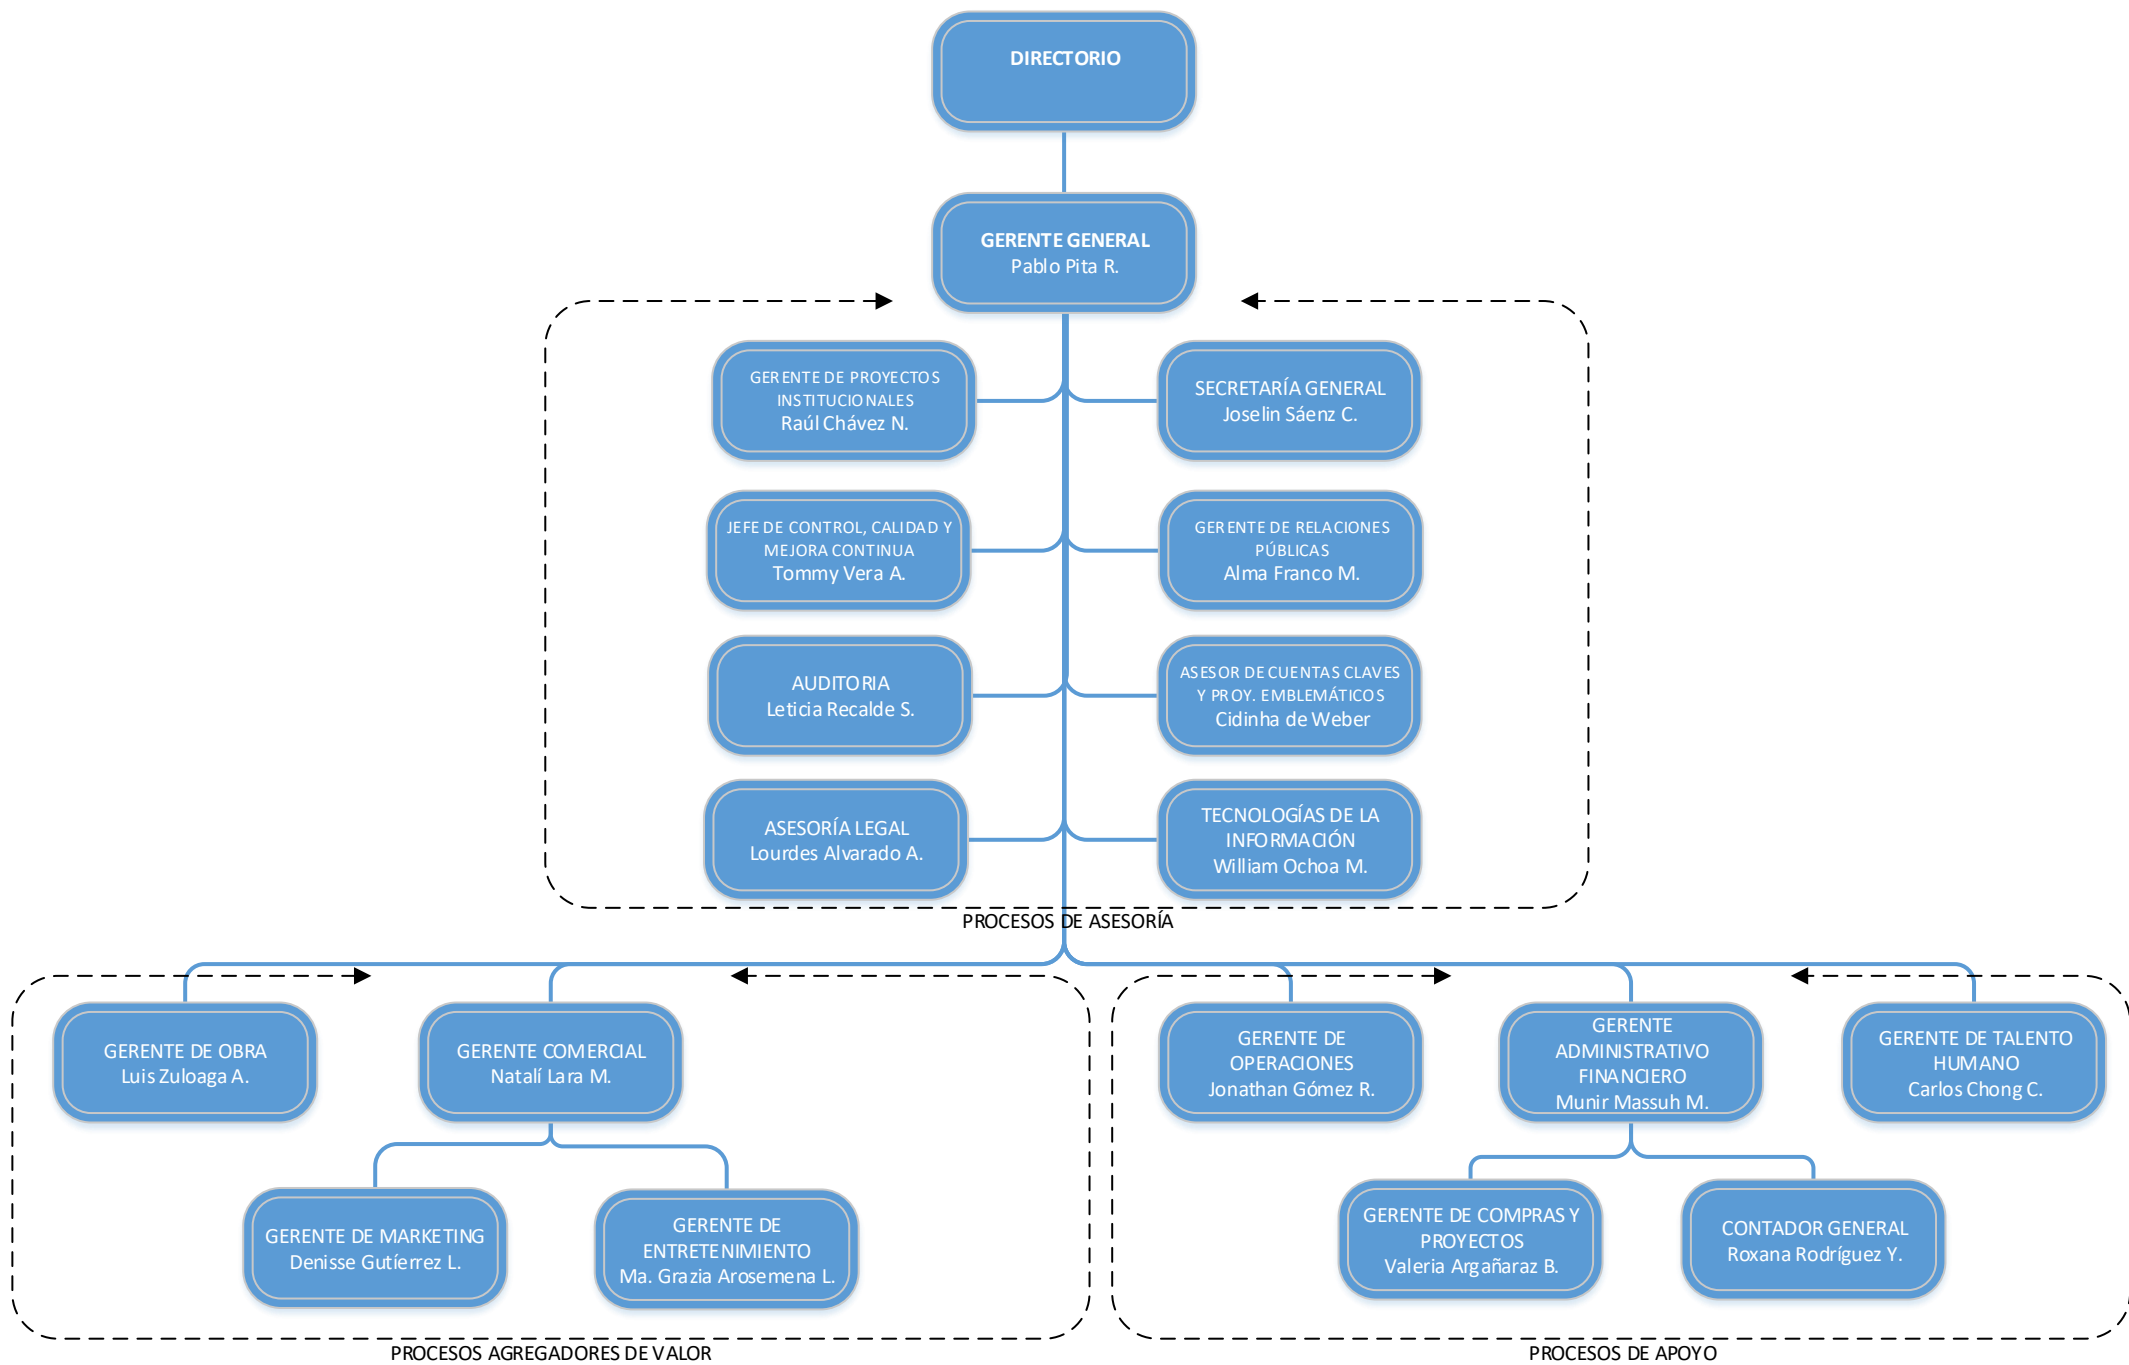 DIRECTORIO
GERENTE GENERAL
Pablo Pita R.
GERENTE DE PROYECTOS
INSTITUCIONALES
Raúl Chávez N.
SECRETARÍA GENERAL
Joselin Sáenz C.
JEFE DE CONTROL, CALIDAD Y
MEJORA CONTINUA
Tommy Vera A.
GERENTE DE RELACIONES
PÚBLICAS
Alma Franco M.
AUDITORIA
Leticia Recalde S.
ASESOR DE CUENTAS CLAVES
Y PROY. EMBLEMÁTICOS
Cidinha de Weber
ASESORÍA LEGAL
Lourdes Alvarado A.
TECNOLOGÍAS DE LA
INFORMACIÓN
William Ochoa M.
PROCESOS DE ASESORÍA
GERENTE DE OBRA
Luis Zuloaga A.
GERENTE COMERCIAL
Natalí Lara M.
GERENTE DE
OPERACIONES
Jonathan Gómez R.
GERENTE
ADMINISTRATIVO
FINANCIERO
Munir Massuh M.
GERENTE DE TALENTO
HUMANO
Carlos Chong C.
GERENTE DE MARKETING
Denisse Gutíerrez L.
GERENTE DE
ENTRETENIMIENTO
Ma. Grazia Arosemena L.
GERENTE DE COMPRAS Y
PROYECTOS
Valeria Argañaraz B.
CONTADOR GENERAL
Roxana Rodríguez Y.
PROCESOS AGREGADORES DE VALOR
PROCESOS DE APOYO